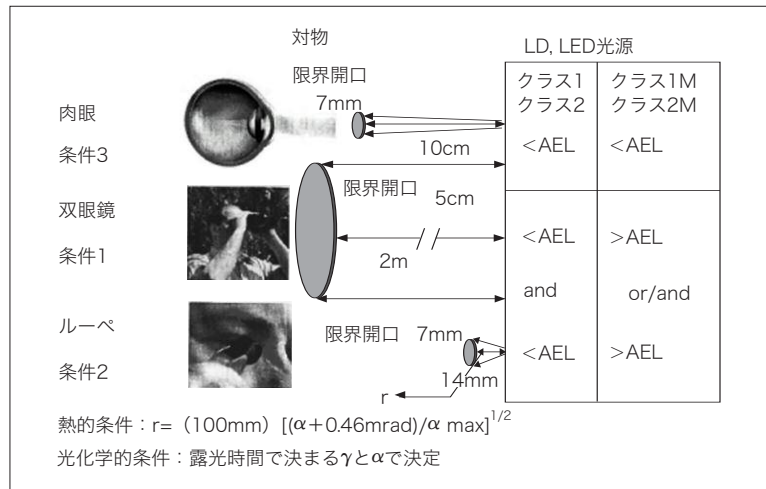 対物
LD, LED光源
限界開口
7mm
クラス1
クラス2
クラス1M
クラス2M
肉眼
条件3
10cm
<AEL
<AEL
限界開口
5cm
双眼鏡
条件1
2m
<AEL
>AEL
and
or/and
ルーペ
条件2
限界開口
7mm
14mm
r
<AEL
>AEL
熱的条件：r=（100mm）[(α＋0.46mrad)/α max]1/2
光化学的条件：露光時間で決まるγとαで決定